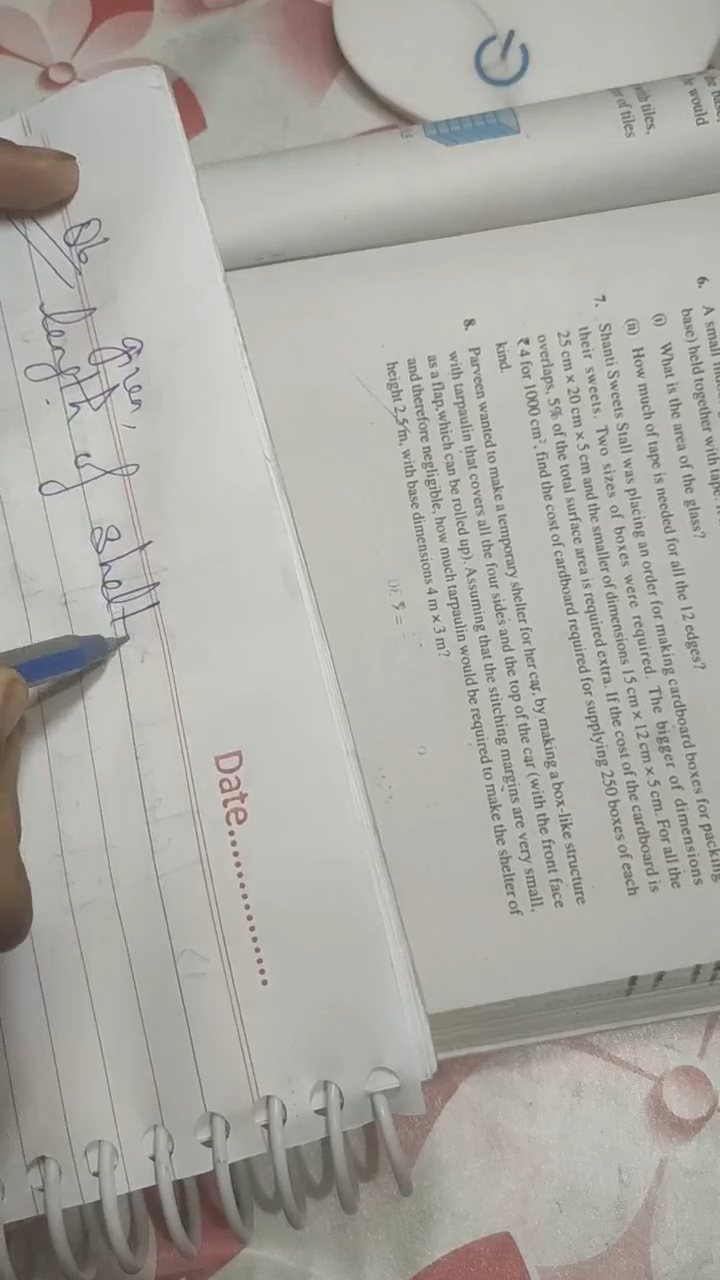 he would
with tiles,
of tiles
6. A small
base) held together with tape.
(i) What is the area of the glass?
(ii) How much of tape is needed for all the 12 edges?
7. Shanti Sweets Stall was placing an order for making cardboard boxes for packing
their sweets. Two sizes of boxes were required. The bigger of dimensions
25 cm × 20 cm × 5 cm and the smaller of dimensions 15 cm × 12 cm × 5 cm. For all the
overlaps, 5% of the total surface area is required extra. If the cost of the cardboard is
₹ 4 for 1000 cm², find the cost of cardboard required for supplying 250 boxes of each
kind.
8. Parveen wanted to make a temporary shelter for her car, by making a box-like structure
with tarpaulin that covers all the four sides and the top of the car (with the front face
as a flap which can be rolled up). Assuming that the stitching margins are very small,
and therefore negligible, how much tarpaulin would be required to make the shelter of
height 2.5 m, with base dimensions 4 m × 3 m?
Date..................
given,
length of shelt